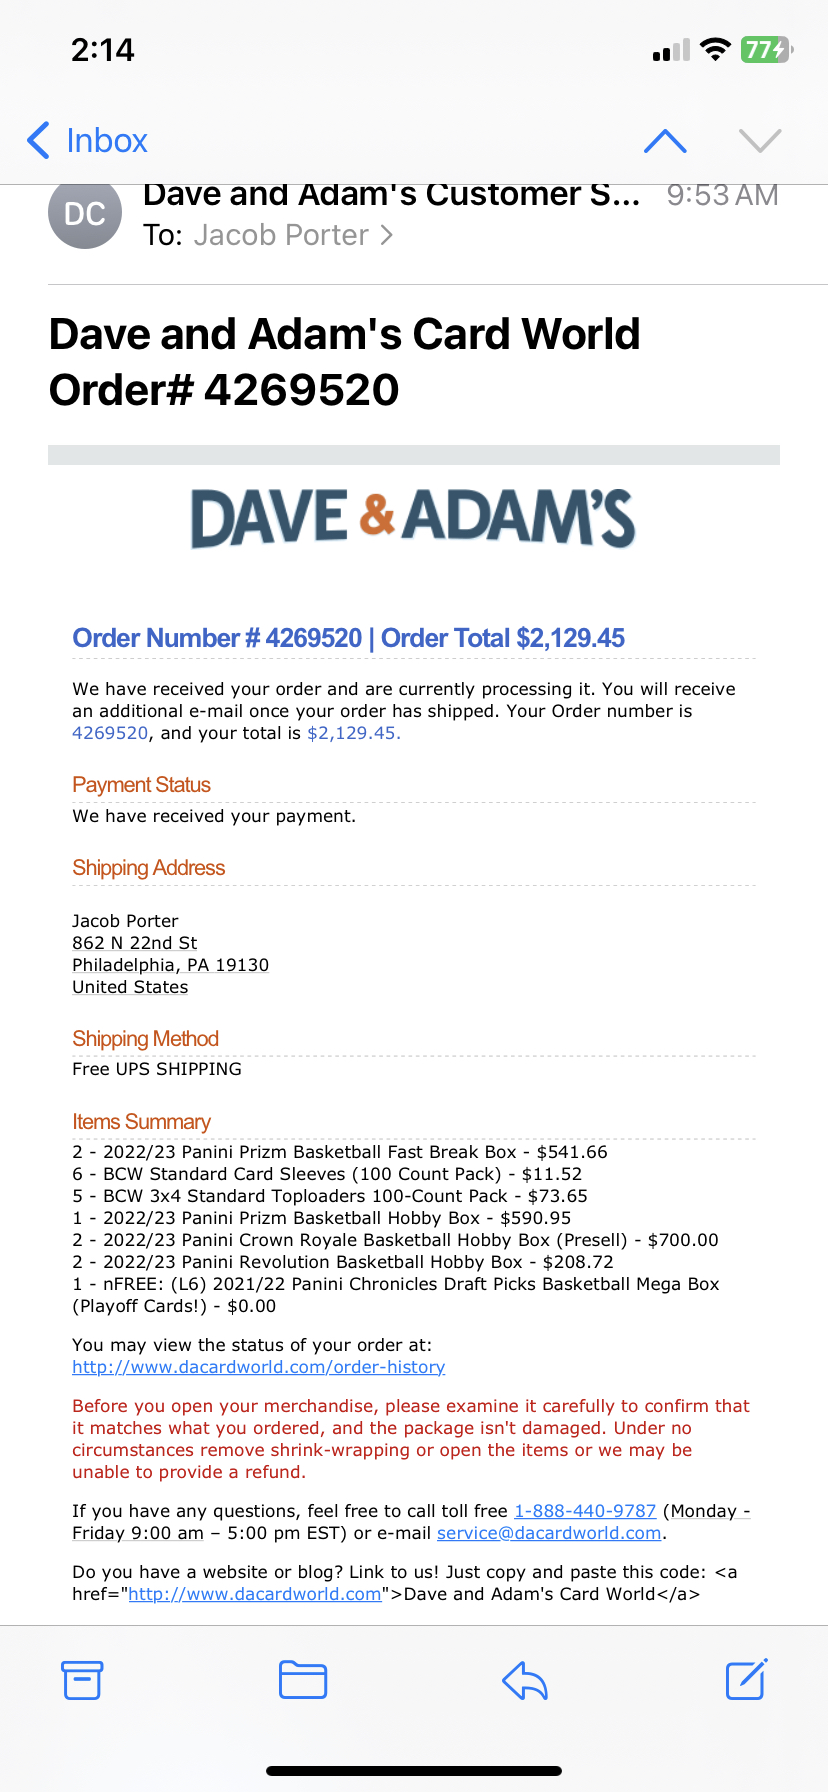 2:14
77
Inbox
DC
Dave and Adam's Customer S... 9:53 AM
To: Jacob Porter
Dave and Adam's Card World
Order# 4269520
DAVE & ADAM'S
Order Number # 4269520 | Order Total $2,129.45
We have received your order and are currently processing it. You will receive
an additional e-mail once your order has shipped. Your Order number is
4269520, and your total is $2,129.45.
Payment Status
We have received your payment.
Shipping Address
Jacob Porter
862 N 22nd St
Philadelphia, PA 19130
United States
Shipping Method
Free UPS SHIPPING
Items Summary
2 - 2022/23 Panini Prizm Basketball Fast Break Box - $541.66
6 - BCW Standard Card Sleeves (100 Count Pack) - $11.52
5 - BCW 3x4 Standard Toploaders 100-Count Pack - $73.65
1 - 2022/23 Panini Prizm Basketball Hobby Box - $590.95
2 - 2022/23 Panini Crown Royale Basketball Hobby Box (Presell) - $700.00
2 - 2022/23 Panini Revolution Basketball Hobby Box - $208.72
1 - nFREE: (L6) 2021/22 Panini Chronicles Draft Picks Basketball Mega Box
(Playoff Cards!) - $0.00
You may view the status of your order at:
http://www.dacardworld.com/order-history
Before you open your merchandise, please examine it carefully to confirm that
it matches what you ordered, and the package isn't damaged. Under no
circumstances remove shrink-wrapping or open the items or we may be
unable to provide a refund.
If you have any questions, feel free to call toll free 1-888-440-9787 (Monday -
Friday 9:00 am – 5:00 pm EST) or e-mail service@dacardworld.com.
Do you have a website or blog? Link to us! Just copy and paste this code: <a
href="http://www.dacardworld.com">Dave and Adam's Card World</a>